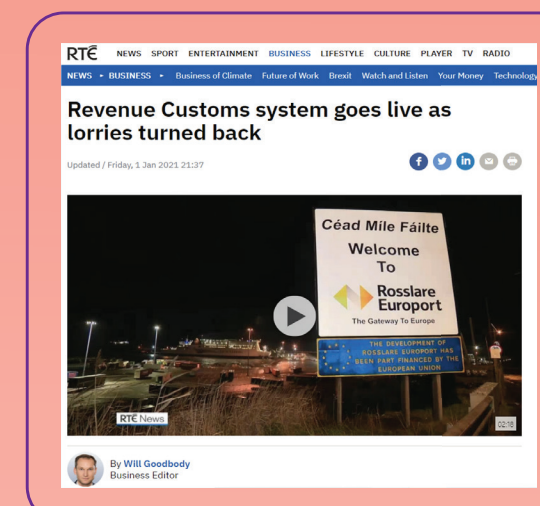 RTÉ NEWS SPORT ENTERTAINMENT BUSINESS LIFESTYLE CULTURE PLAYER TV RADIO
NEWS BUSINESS Business of Climate Future of Work Brexit Watch and Listen Your Money Technology
Revenue Customs system goes live as
lorries turned back
Updated / Friday, 1 Jan 2021 21:37
Céad Míle Fáilte
Welcome
To
Rosslare
Europort
The Gateway To Europe
THE DEVELOPMENT OF
ROSSLARE EUROPORT HAS
BEEN PART FINANCED BY THE
EUROPEAN UNION
RTÉ News
02:18
By Will Goodbody
Business Editor